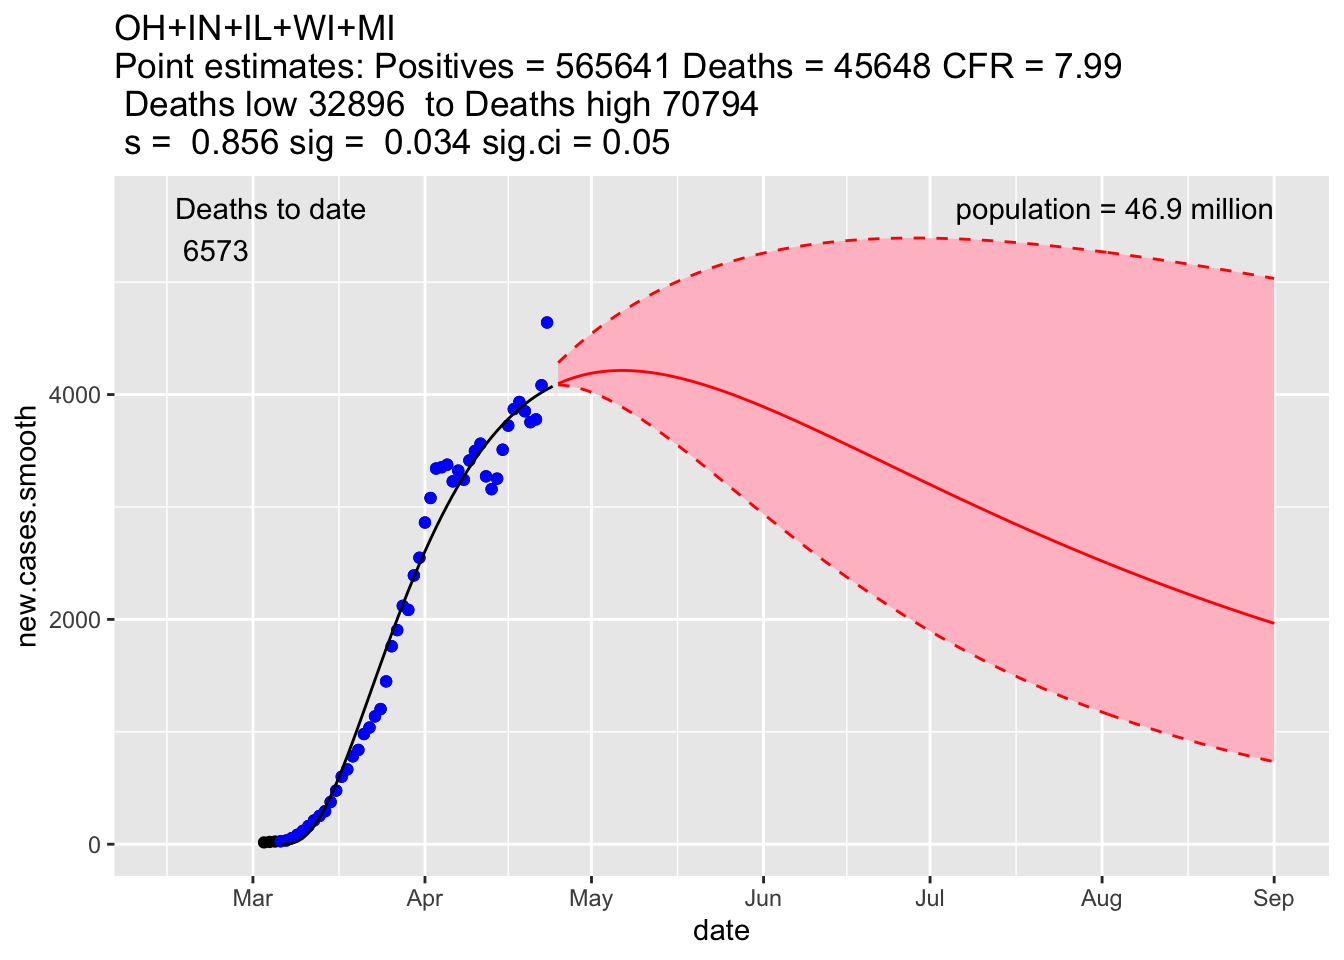 OH+IN+IL+WI+MI
Point estimates: Positives = 565641 Deaths = 45648 CFR = 7.99
Deaths low 32896  to Deaths high 70794
s =  0.856 sig =  0.034 sig.ci = 0.05
Deaths to date
6573
population = 46.9 million
new.cases.smooth
4000
2000
0
Mar Apr May Jun Jul Aug Sep
date